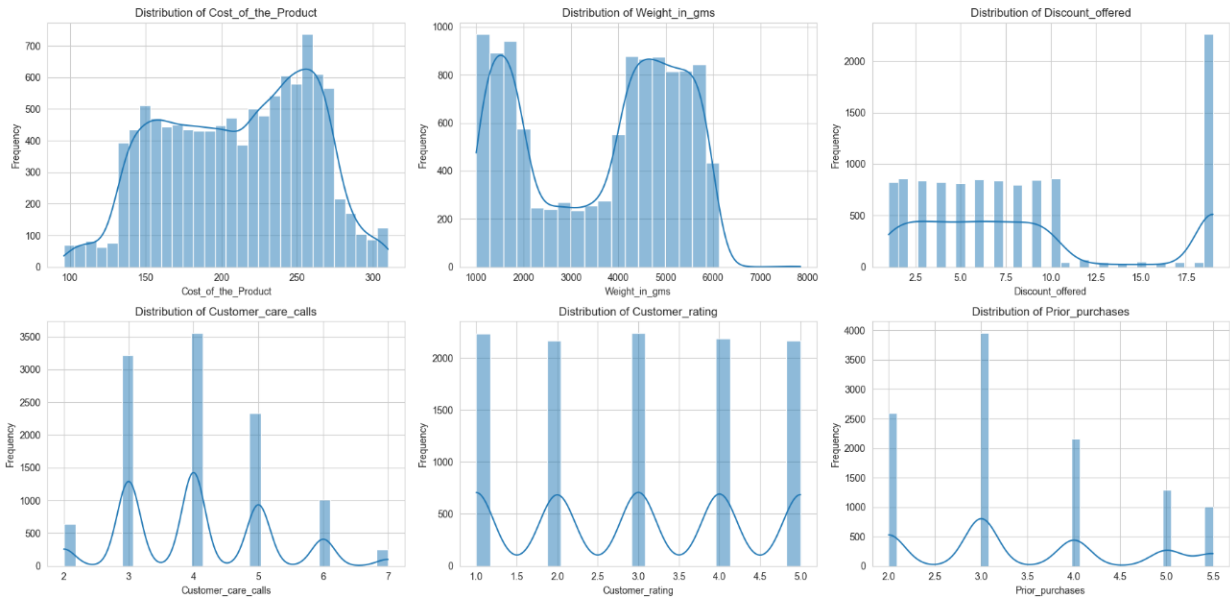 Distribution of Cost_of_the_Product
Frequency
700
600
500
400
300
200
100
0
100 150 200 250 300
Cost_of_the_Product
Distribution of Weight_in_gms
Frequency
1000
800
600
400
200
0
1000 2000 3000 4000 5000 6000 7000 8000
Weight_in_gms
Distribution of Discount_offered
Frequency
2000
1500
1000
500
0
2.5 5.0 7.5 10.0 12.5 15.0 17.5
Discount_offered
Distribution of Customer_care_calls
Frequency
3500
3000
2500
2000
1500
1000
500
0
2 3 4 5 6 7
Customer_care_calls
Distribution of Customer_rating
Frequency
2000
1500
1000
500
0
1.0 1.5 2.0 2.5 3.0 3.5 4.0 4.5 5.0
Customer_rating
Distribution of Prior_purchases
Frequency
4000
3500
3000
2500
2000
1500
1000
500
0
2.0 2.5 3.0 3.5 4.0 4.5 5.0 5.5
Prior_purchases